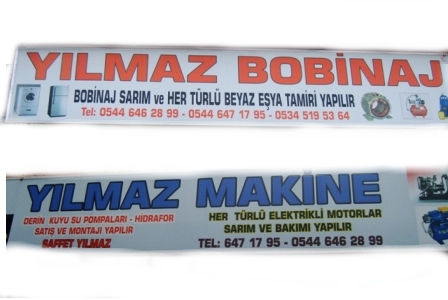 YILMAZ BOBİNAJ
BOBİNAJ SARIM ve HER TÜRLÜ BEYAZ EŞYA TAMİRİ YAPILIR
Tel: 0544 646 28 99 - 0544 647 17 95 - 0534 519 53 64
YILMAZ MAKİNE
DERİN KUYU SU POMPALARI - HİDRAFOR
SATIŞ VE MONTAJI YAPILIR
SAFFET YILMAZ
HER TÜRLÜ ELEKTRİKLİ MOTORLAR
SARIM VE BAKIMI YAPILIR
TEL: 647 17 95 - 0544 646 28 99